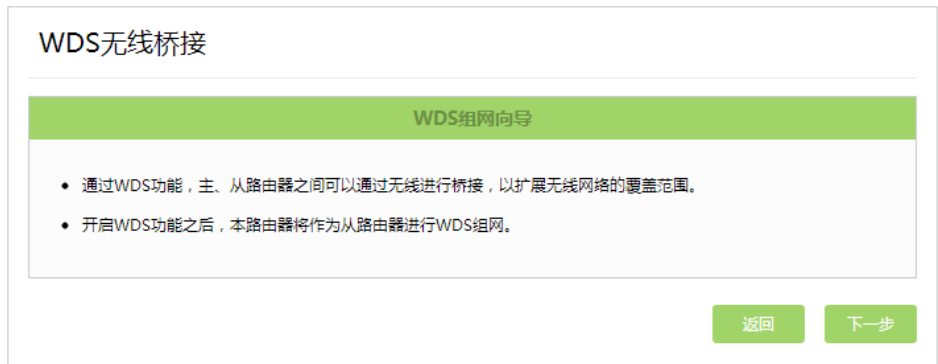 WDS无线桥接
WDS组网向导
• 通过WDS功能，主、从路由器之间可以通过无线进行桥接，以扩展无线网络的覆盖范围。
• 开启WDS功能之后，本路由器将作为从路由器进行WDS组网。
返回 下一步